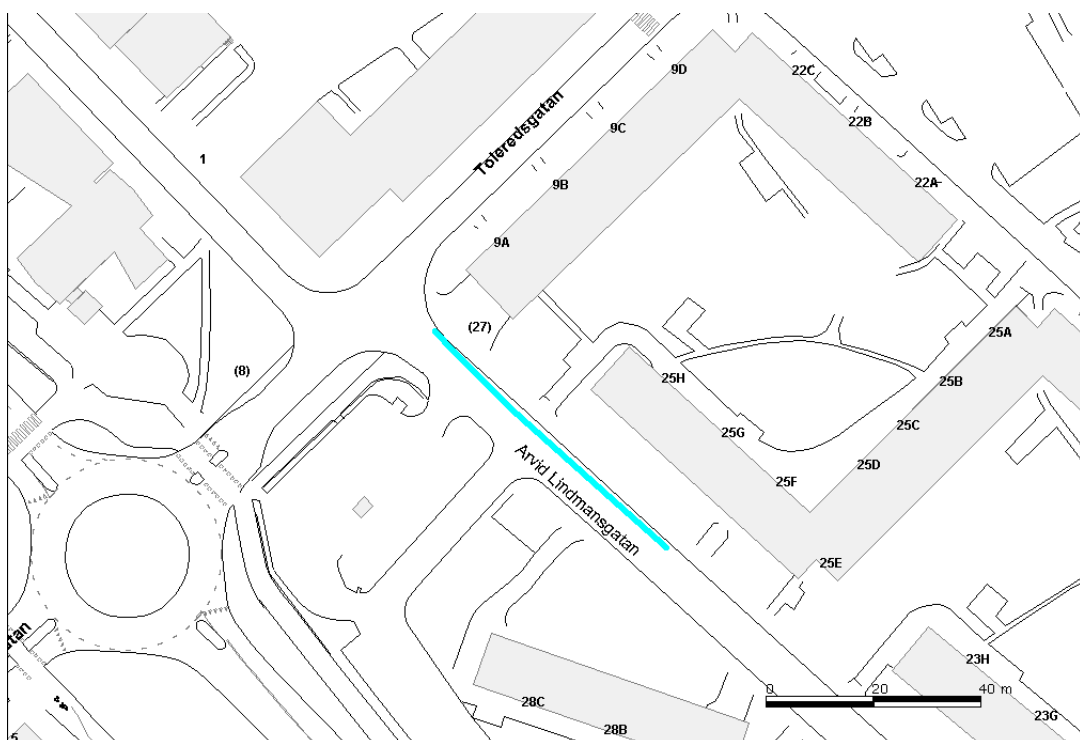 9D
22C
9C
22B
Toleredsgatan
1
9B
22A
9A
(27)
25A
(8)
25H
25B
25G
25C
Arvid Lindmansgatan
25D
25F
25E
atan
23H
0 20 40 m
28C
23G
28B
5